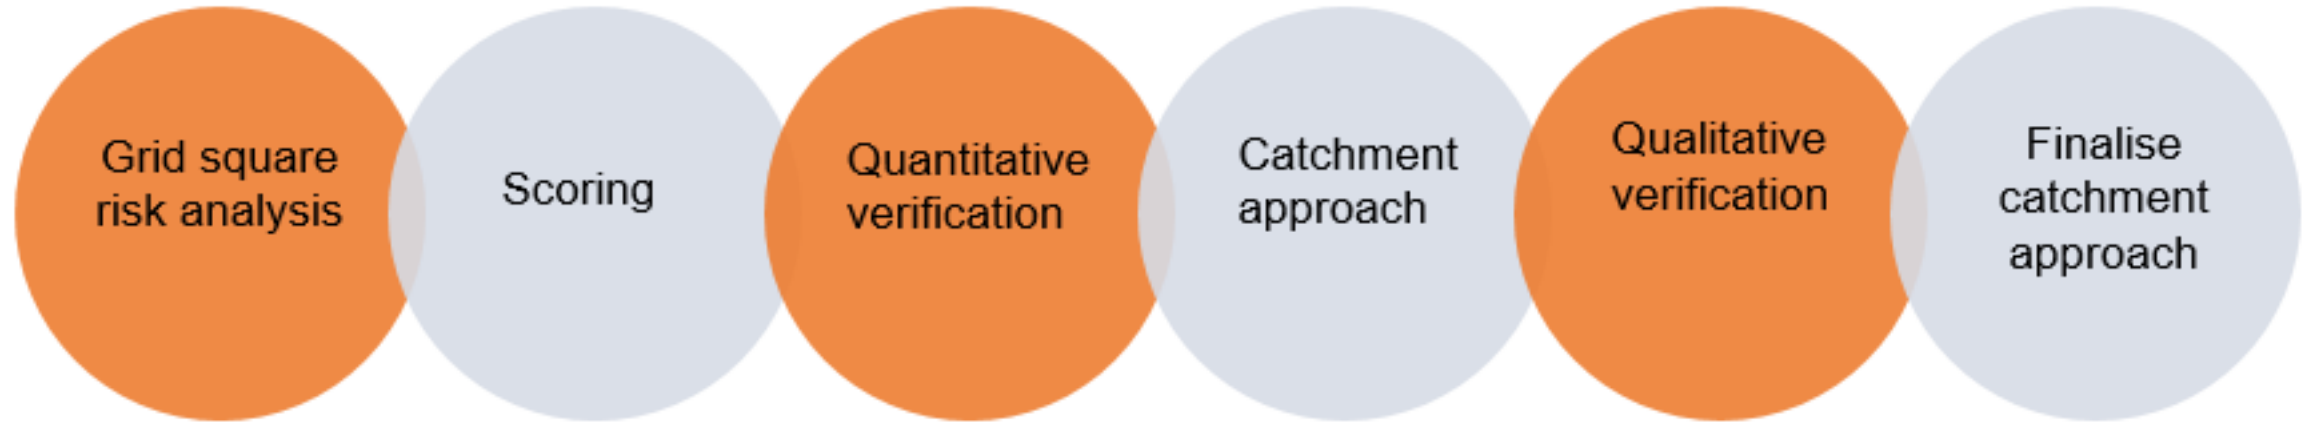 Grid square
risk analysis
Scoring
Quantitative
verification
Catchment
approach
Qualitative
verification
Finalise
catchment
approach